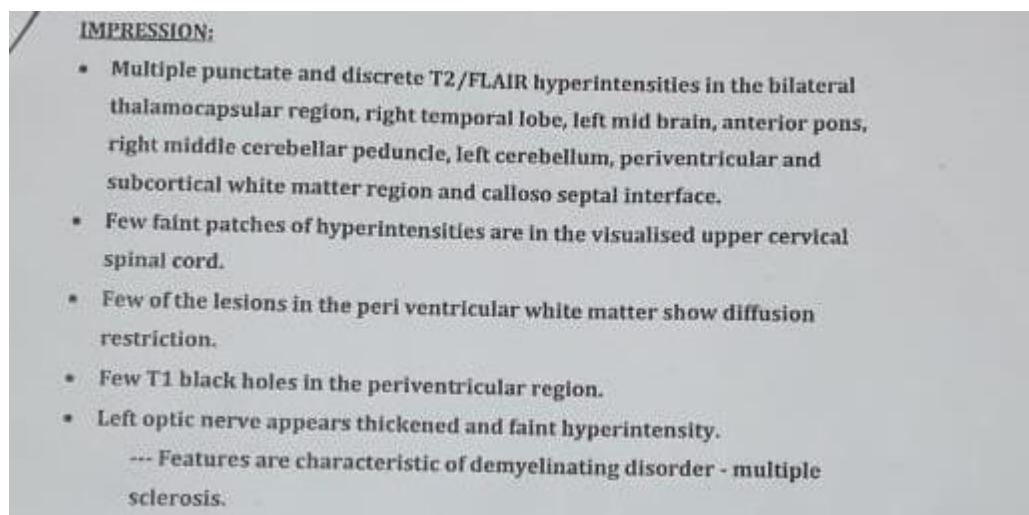 IMPRESSION:
• Multiple punctate and discrete T2/FLAIR hyperintensities in the bilateral
thalamocapsular region, right temporal lobe, left mid brain, anterior pons,
right middle cerebellar peduncle, left cerebellum, periventricular and
subcortical white matter region and calloso septal interface.
• Few faint patches of hyperintensities are in the visualised upper cervical
spinal cord.
• Few of the lesions in the peri ventricular white matter show diffusion
restriction.
• Few T1 black holes in the periventricular region.
• Left optic nerve appears thickened and faint hyperintensity.
--- Features are characteristic of demyelinating disorder - multiple
sclerosis.